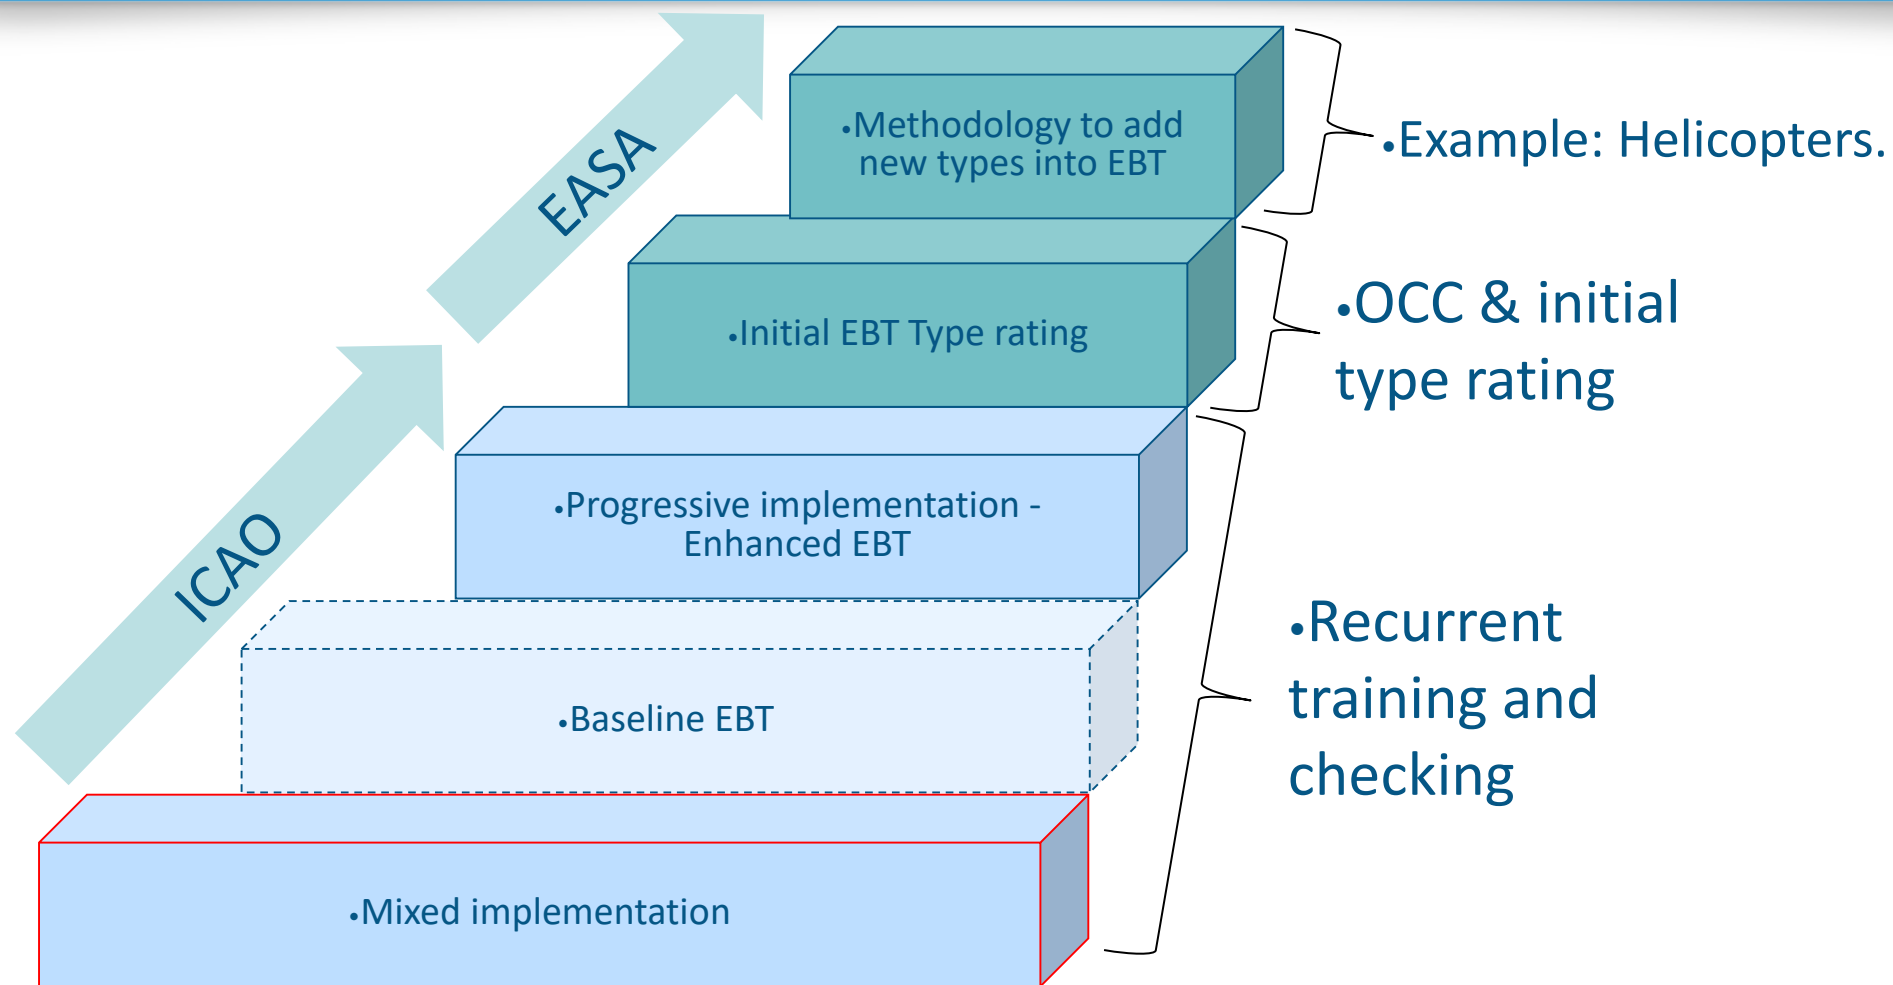 EASA
ICAO
•Methodology to add
new types into EBT
•Example: Helicopters.
•Initial EBT Type rating
•OCC & initial
type rating
•Progressive implementation -
Enhanced EBT
•Baseline EBT
•Recurrent
training and
checking
•Mixed implementation